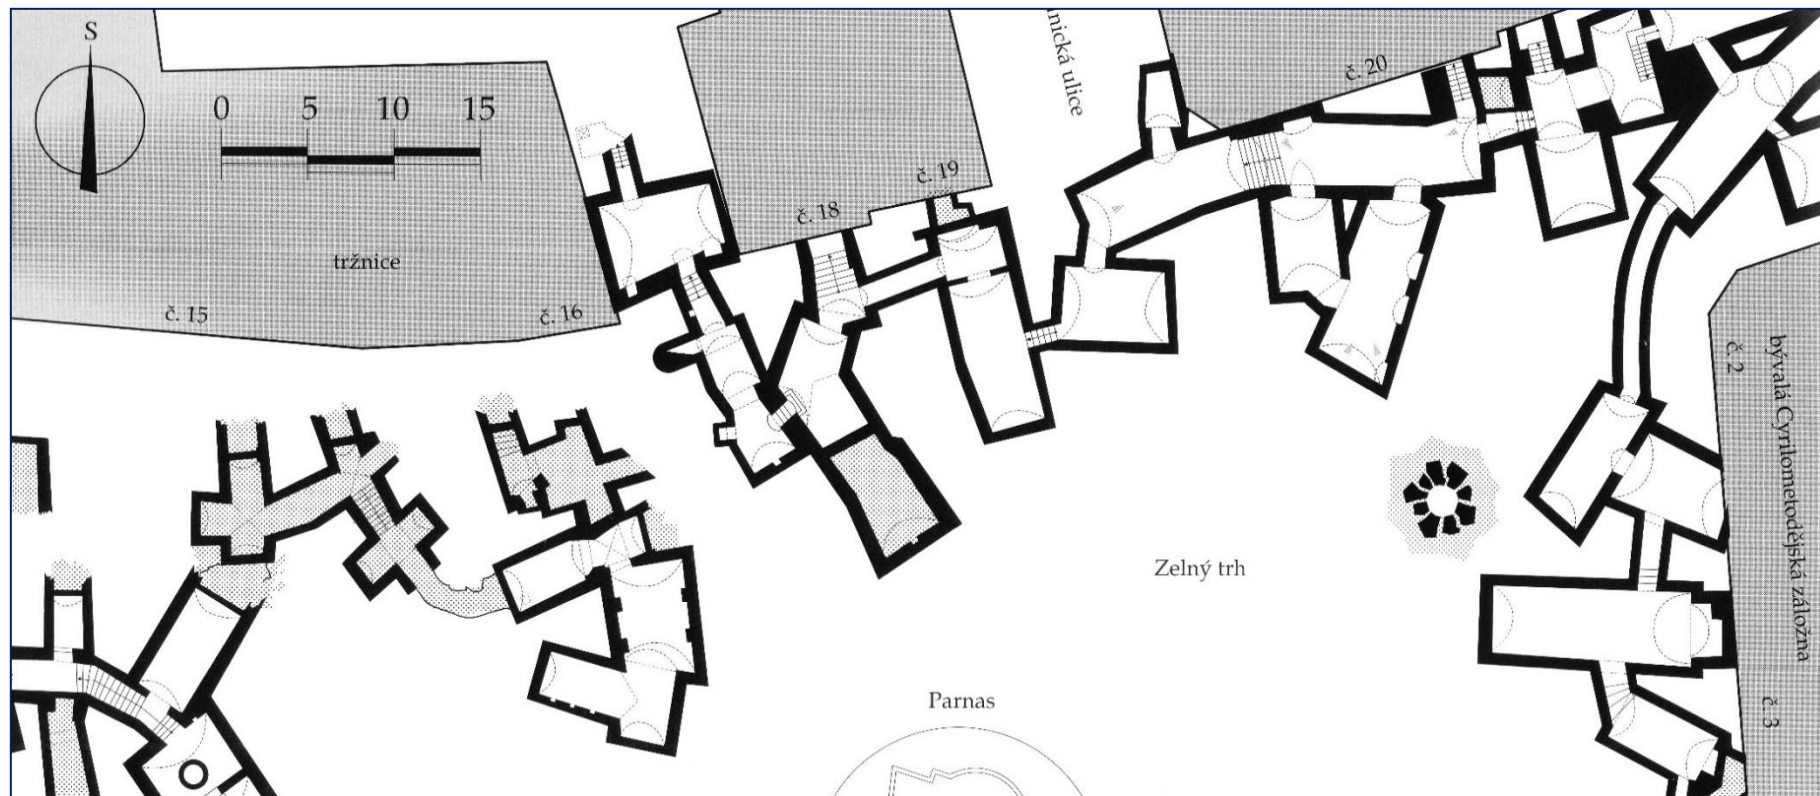 S
0 5 10 15
nická ulice
č. 20
č. 19
č. 18
tržnice
č. 15
č. 16
č.2
bývalá Cyrilometodějská záložna
Zelný trh
Parnas
č.3